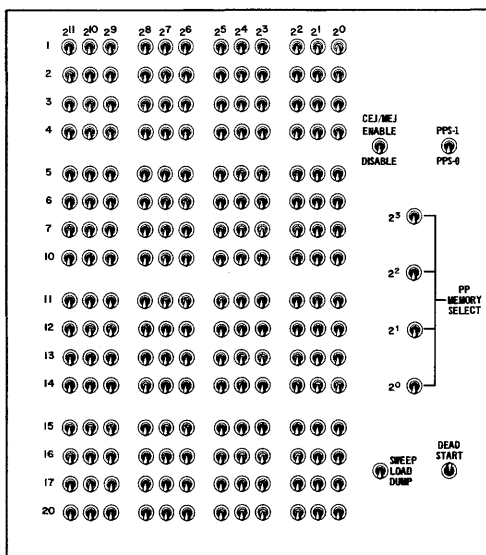 2¹¹ 2¹⁰ 2⁹ 2⁸ 2⁷ 2⁶ 2⁵ 2⁴ 2³ 2² 2¹ 2⁰
1
2
3
4
CEJ/MEJ
ENABLE
DISABLE
PPS-1
PPS-0
5
6
7
10
2³
2²
2¹
2⁰
PP
MEMORY
SELECT
11
12
13
14
15
16
17
20
SWEEP
LOAD
DUMP
DEAD
START